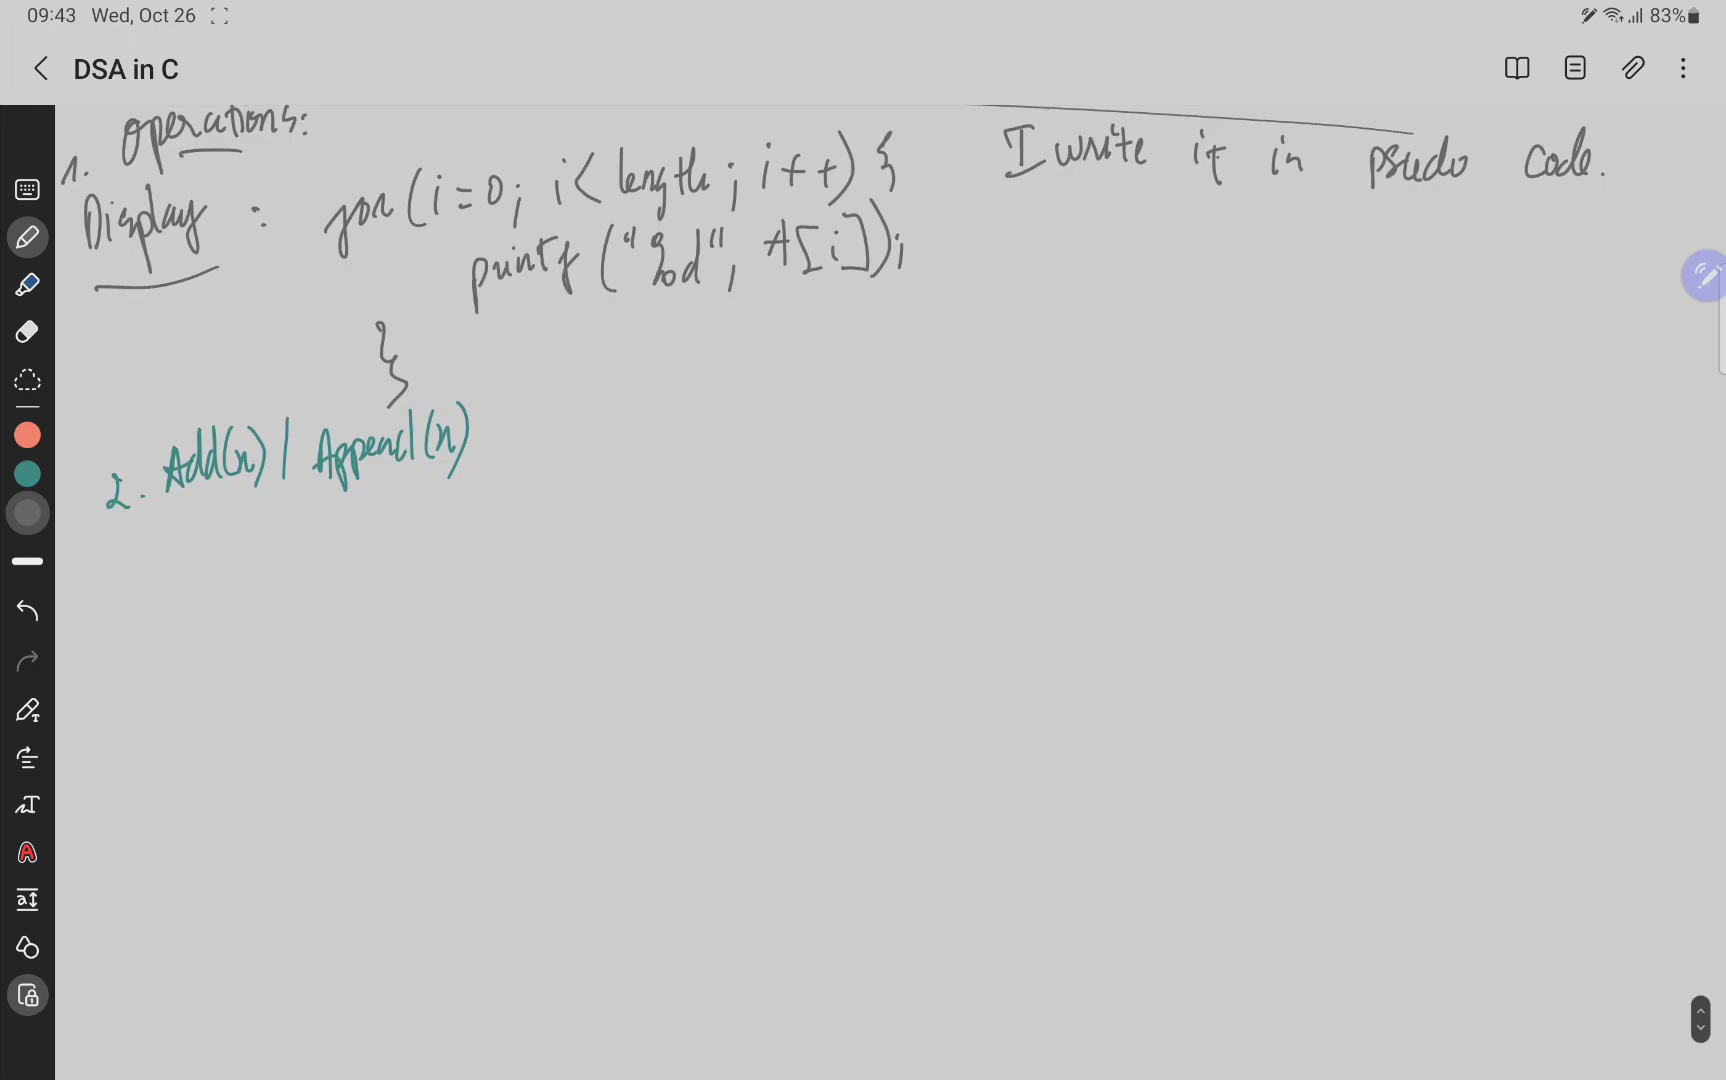 09:43 Wed, Oct 26 83%
DSA in C
Operations:
I write it in psudo code.
1. Display : for (i=0; i<length; i++) {
printf ("%d", A[i]);
}
2. Add(x) | Append(x)